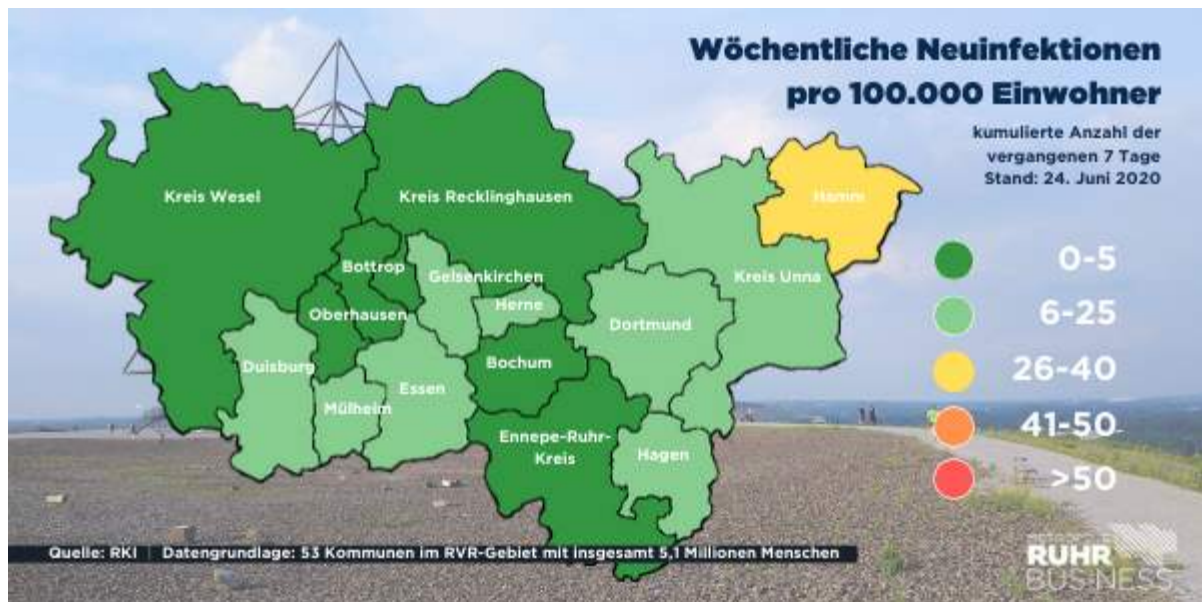 Wöchentliche Neuinfektionen
pro 100.000 Einwohner
kumulierte Anzahl der
vergangenen 7 Tage
Stand: 24. Juni 2020
Kreis Wesel
Kreis Recklinghausen
Hamm
Bottrop
Gelsenkirchen
Kreis Unna
Herne
Oberhausen
Dortmund
Duisburg
Bochum
Essen
Mülheim
Ennepe-Ruhr-
Kreis
Hagen
0-5
6-25
26-40
41-50
>50
Quelle: RKI | Datengrundlage: 53 Kommunen im RVR-Gebiet mit insgesamt 5,1 Millionen Menschen
RUHR
BUSINESS